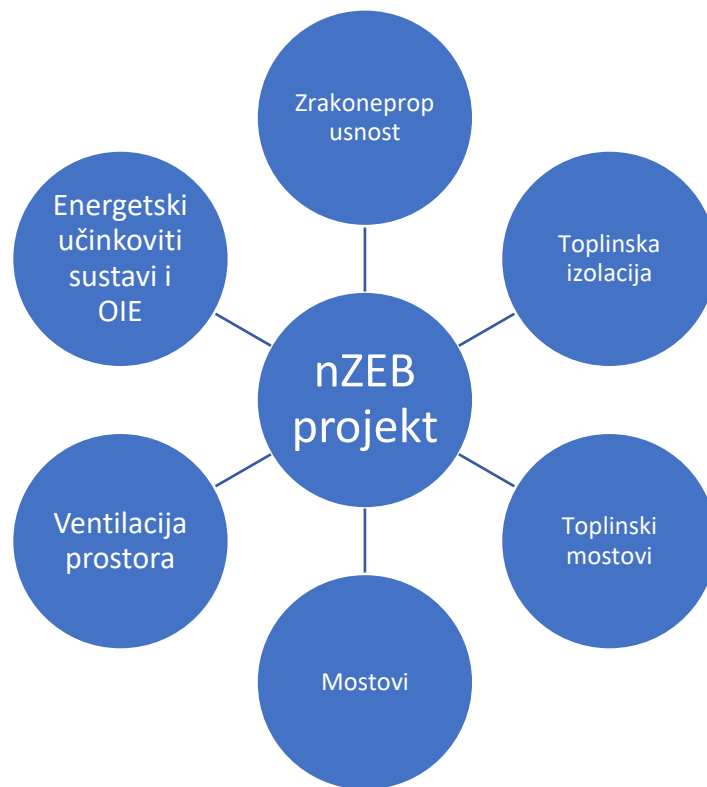 Zrakoneprop
usnost
Energetski
učinkoviti
sustavi i
OIE
Toplinska
izolacija
nZEB
projekt
Ventilacija
prostora
Toplinski
mostovi
Mostovi